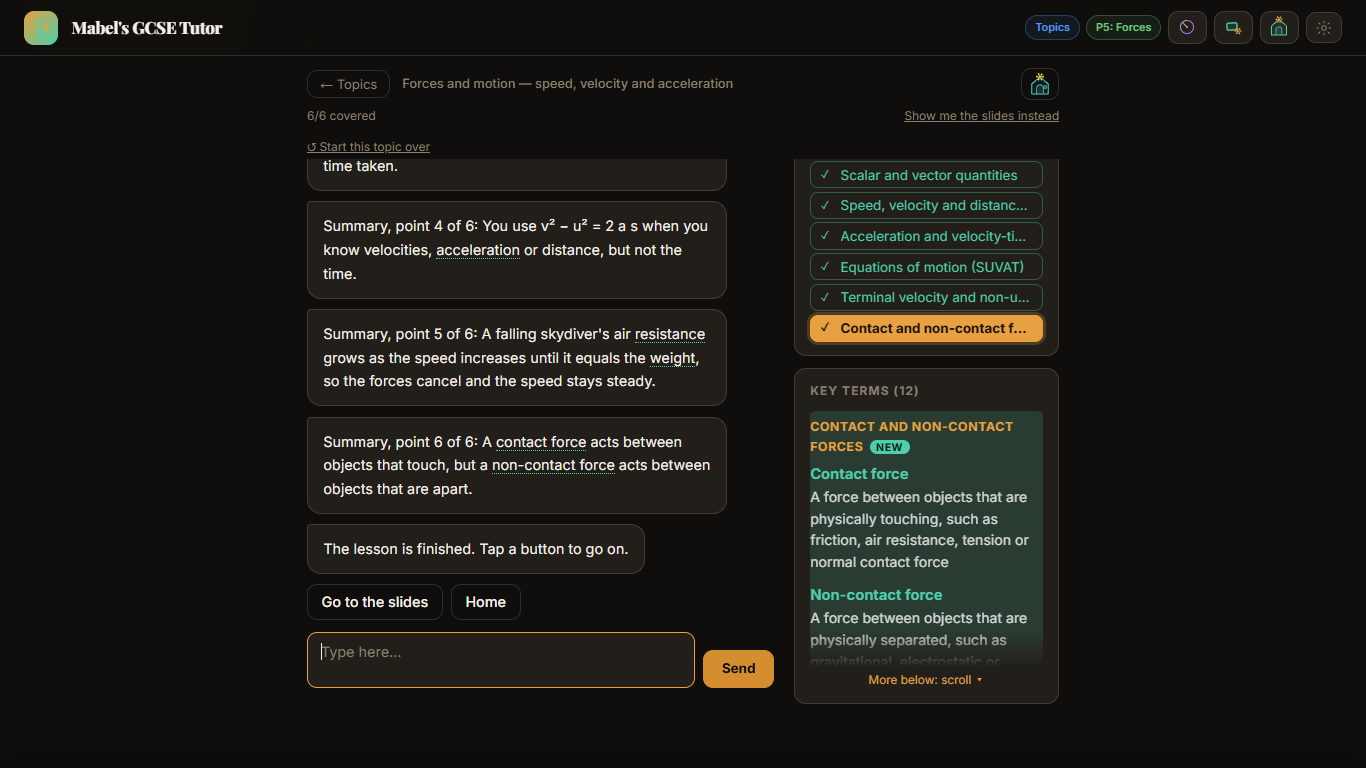 Mabel's GCSE Tutor
Topics
P5: Forces
← Topics
Forces and motion — speed, velocity and acceleration
6/6 covered
Show me the slides instead
↺ Start this topic over
time taken.
Summary, point 4 of 6: You use v² − u² = 2 a s when you
know velocities, acceleration or distance, but not the
time.
Summary, point 5 of 6: A falling skydiver's air resistance
grows as the speed increases until it equals the weight,
so the forces cancel and the speed stays steady.
Summary, point 6 of 6: A contact force acts between
objects that touch, but a non-contact force acts between
objects that are apart.
The lesson is finished. Tap a button to go on.
Go to the slides
Home
Type here...
Send
✓ Scalar and vector quantities
✓ Speed, velocity and distanc...
✓ Acceleration and velocity-ti...
✓ Equations of motion (SUVAT)
✓ Terminal velocity and non-u...
✓ Contact and non-contact f...
KEY TERMS (12)
CONTACT AND NON-CONTACT
FORCES NEW
Contact force
A force between objects that are
physically touching, such as
friction, air resistance, tension or
normal contact force
Non-contact force
A force between objects that are
physically separated, such as
gravitational, electrostatic or
More below: scroll ▾